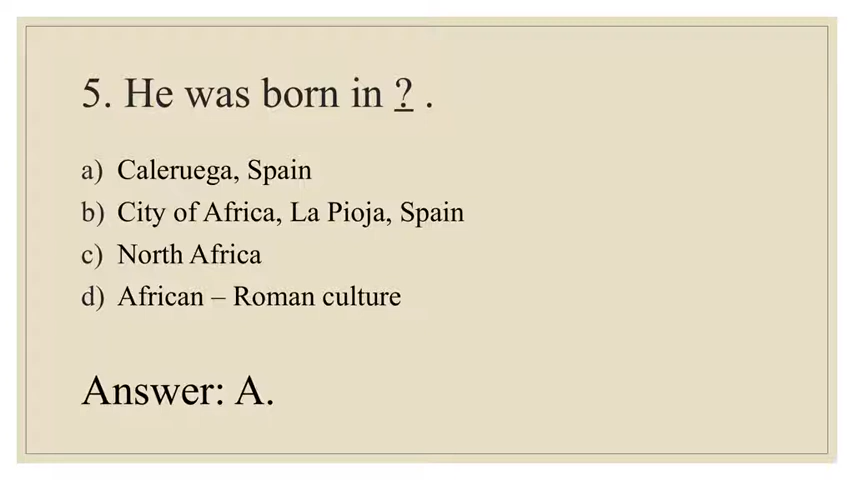 5. He was born in ? .
a) Caleruega, Spain
b) City of Africa, La Pioja, Spain
c) North Africa
d) African – Roman culture
Answer: A.